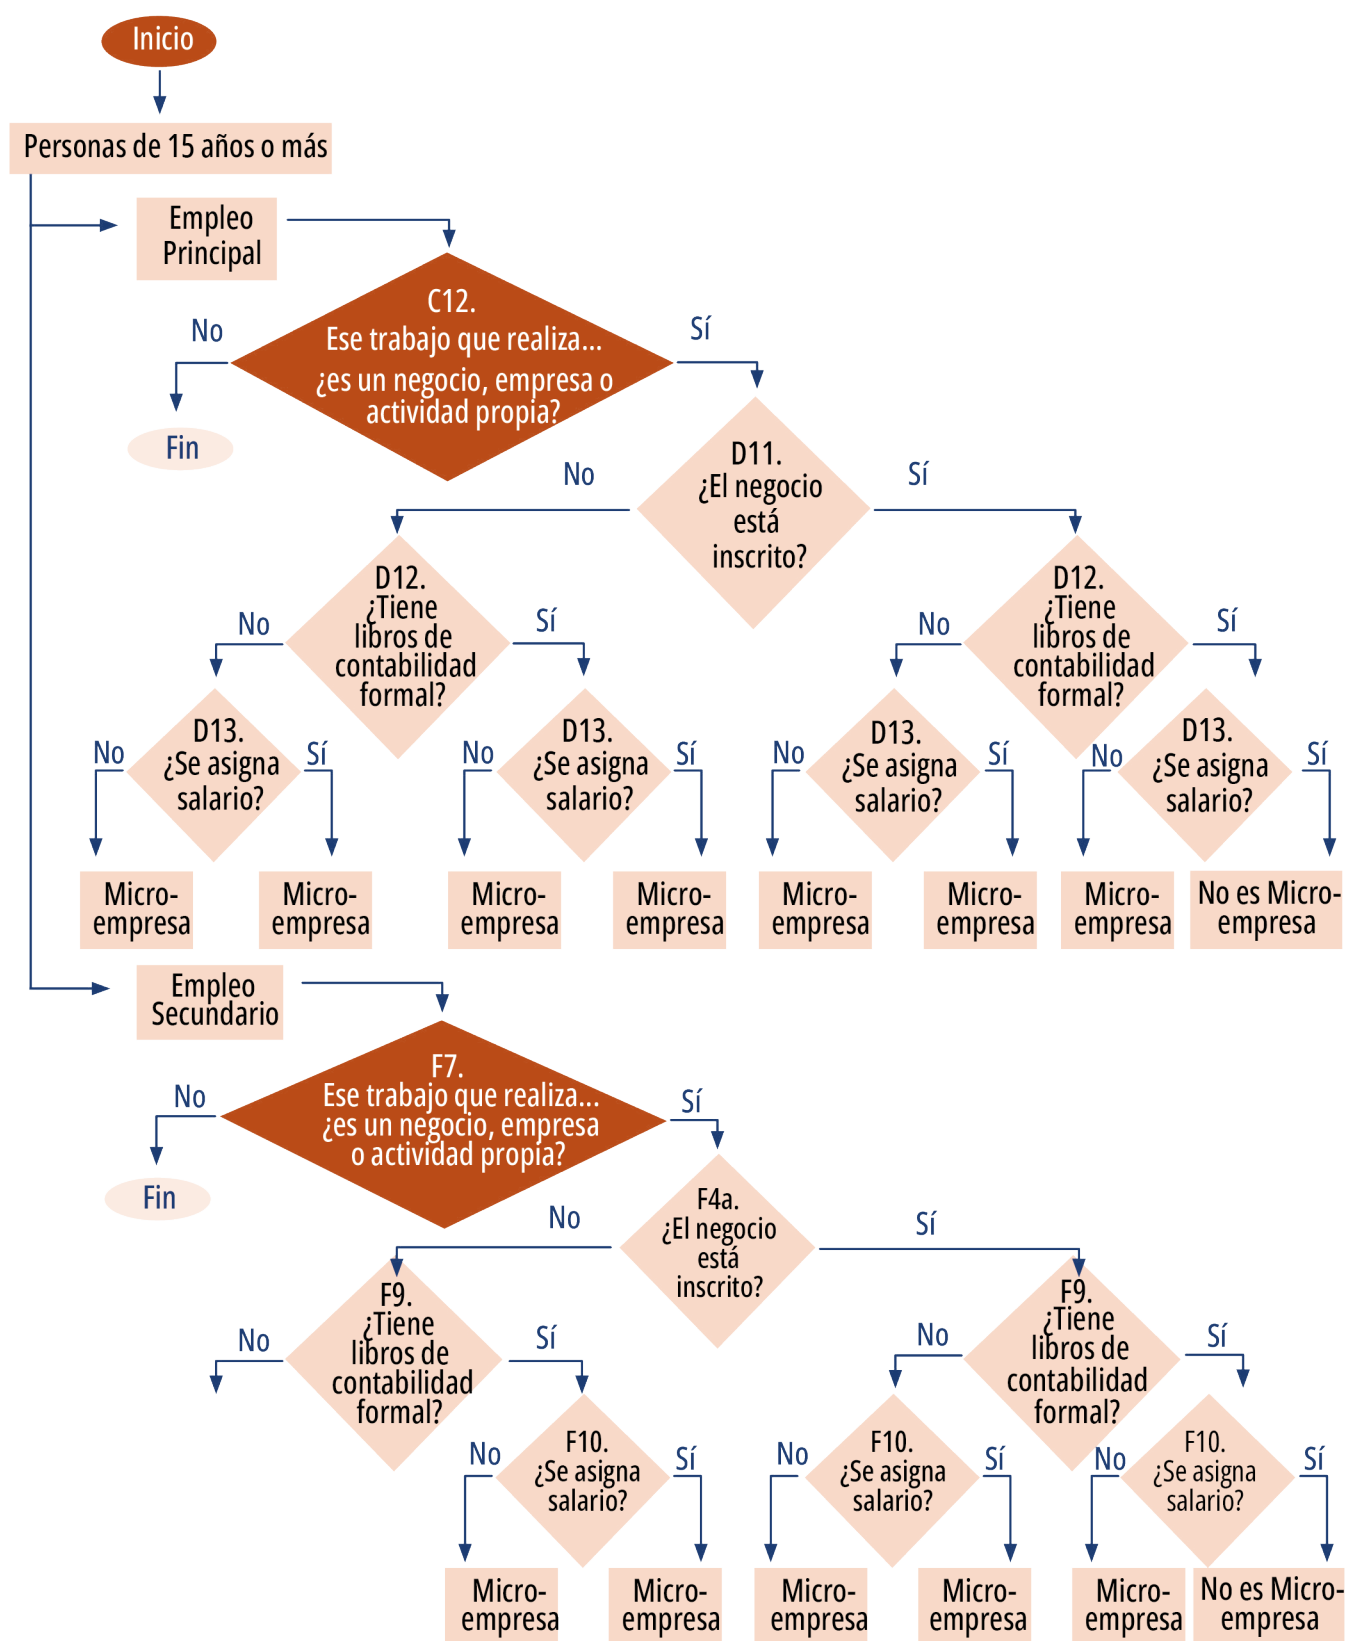 Inicio
Personas de 15 años o más
Empleo
Principal
C12.
Ese trabajo que realiza...
¿es un negocio, empresa o
actividad propia?
No
Sí
Fin
D11.
¿El negocio
está
inscrito?
No
Sí
D12.
¿Tiene
libros de
contabilidad
formal?
No
Sí
D12.
¿Tiene
libros de
contabilidad
formal?
No
Sí
D13.
¿Se asigna
salario?
No
Sí
D13.
¿Se asigna
salario?
No
Sí
D13.
¿Se asigna
salario?
No
Sí
D13.
¿Se asigna
salario?
No
Sí
Micro-
empresa
Micro-
empresa
Micro-
empresa
Micro-
empresa
Micro-
empresa
Micro-
empresa
Micro-
empresa
No es Micro-
empresa
Empleo
Secundario
F7.
Ese trabajo que realiza...
¿es un negocio, empresa
o actividad propia?
No
Sí
Fin
F4a.
¿El negocio
está
inscrito?
No
Sí
F9.
¿Tiene
libros de
contabilidad
formal?
No
Sí
F9.
¿Tiene
libros de
contabilidad
formal?
No
Sí
F10.
¿Se asigna
salario?
No
Sí
F10.
¿Se asigna
salario?
No
Sí
F10.
¿Se asigna
salario?
No
Sí
Micro-
empresa
Micro-
empresa
Micro-
empresa
Micro-
empresa
Micro-
empresa
No es Micro-
empresa